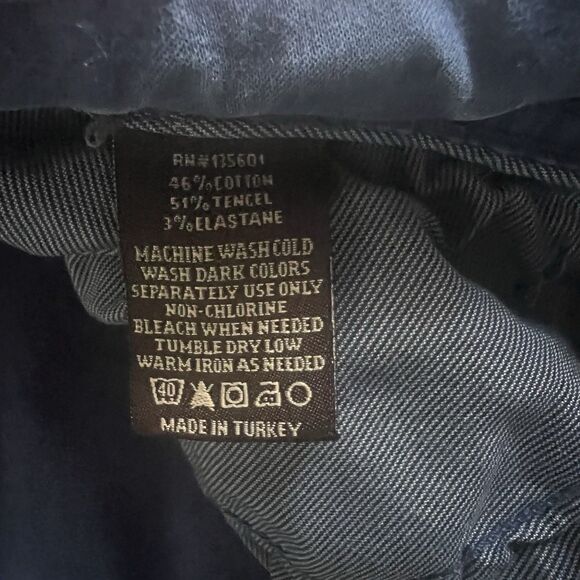 RN#135601
46%COTTON
51%TENCEL
3%ELASTANE
MACHINE WASH COLD
WASH DARK COLORS
SEPARATELY USE ONLY
NON-CHLORINE
BLEACH WHEN NEEDED
TUMBLE DRY LOW
WARM IRON AS NEEDED
40
MADE IN TURKEY